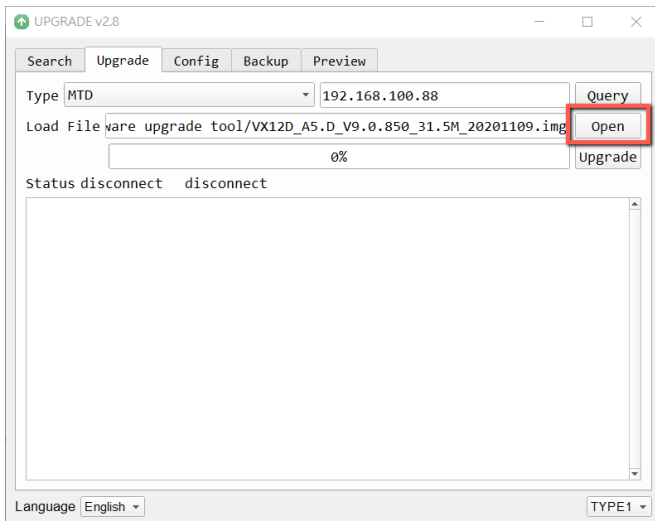 UPGRADE v2.8
Search Upgrade Config Backup Preview
Type MTD 192.168.100.88 Query
Load File ware upgrade tool/VX12D_A5.D_V9.0.850_31.5M_20201109.img Open
0% Upgrade
Status disconnect disconnect
Language English TYPE1